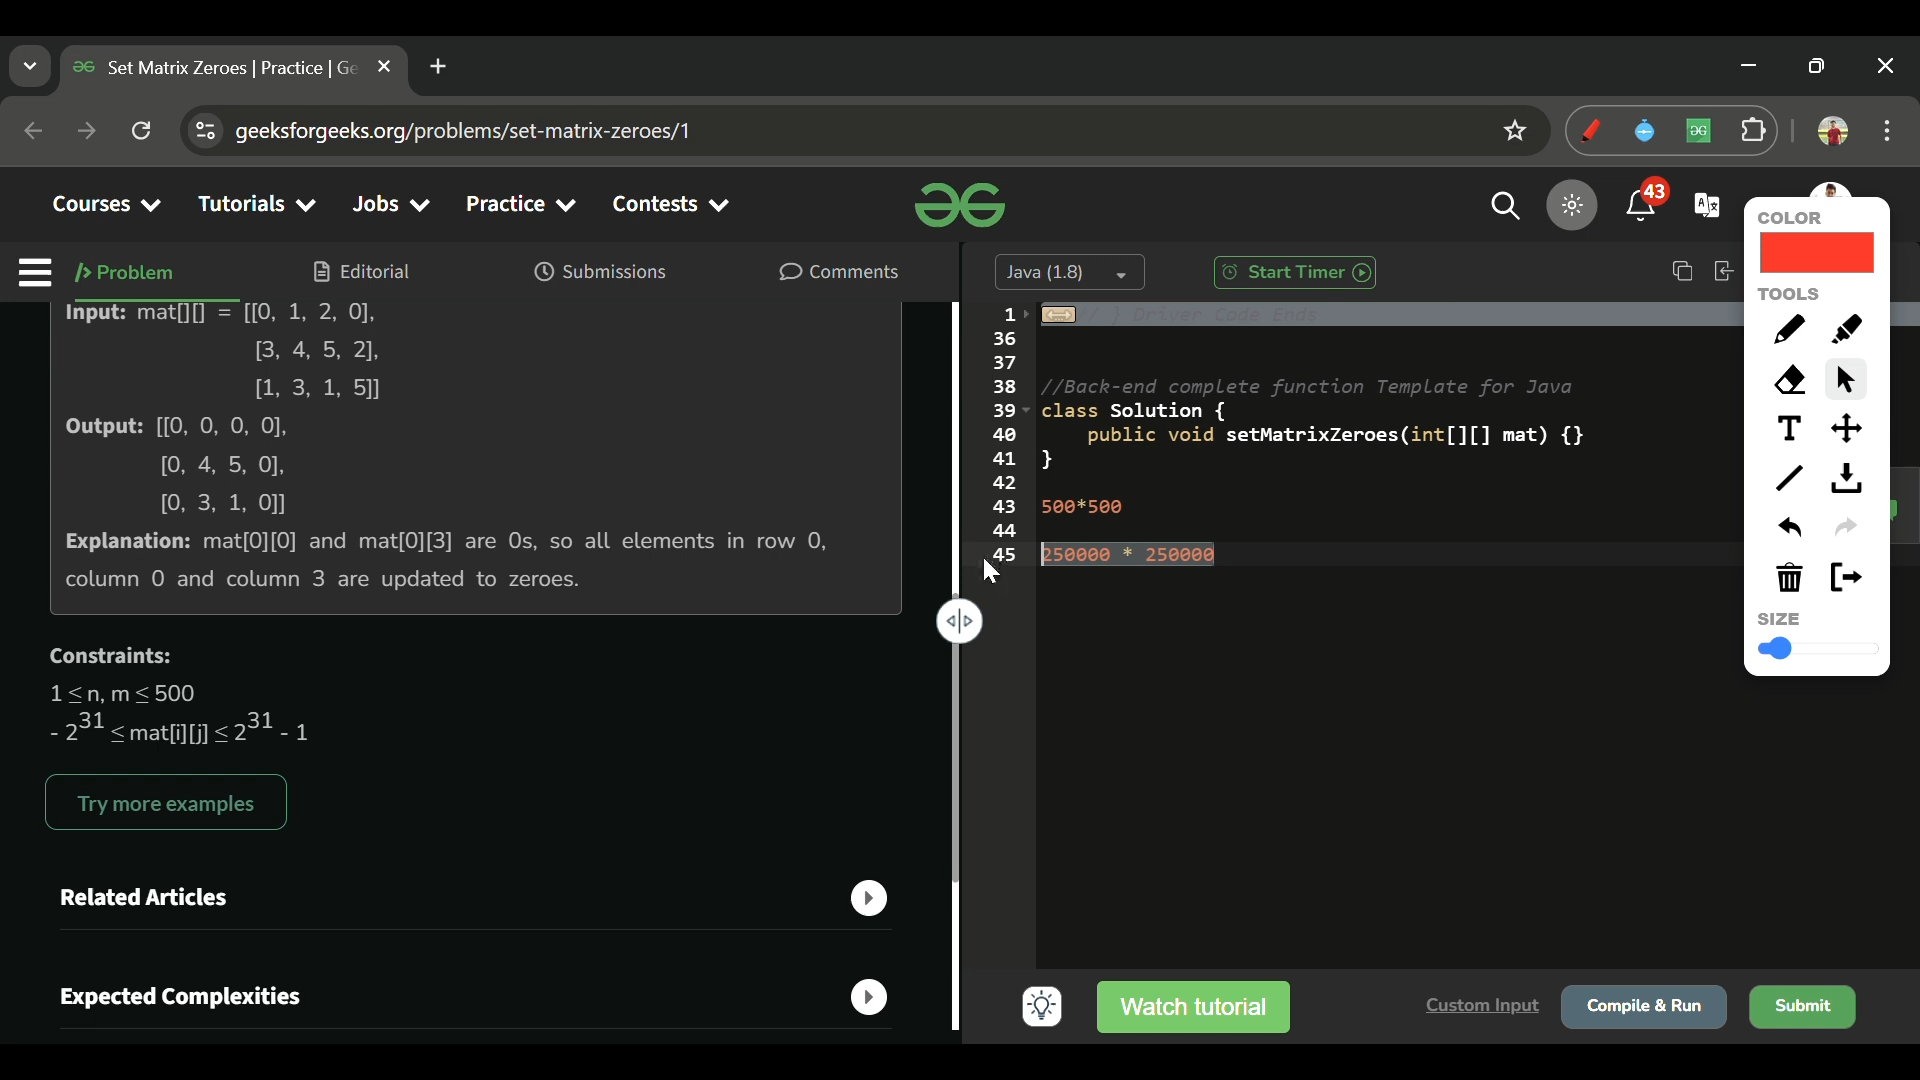 Set Matrix Zeroes | Practice | Ge
geeksforgeeks.org/problems/set-matrix-zeroes/1
Courses Tutorials Jobs Practice Contests
43
Problem Editorial Submissions Comments
Input: mat[][] = [[0, 1, 2, 0],
[3, 4, 5, 2],
[1, 3, 1, 5]]
Output: [[0, 0, 0, 0],
[0, 4, 5, 0],
[0, 3, 1, 0]]
Explanation: mat[0][0] and mat[0][3] are 0s, so all elements in row 0,
column 0 and column 3 are updated to zeroes.
Constraints:
1 ≤ n, m ≤ 500
- 2^31 ≤ mat[i][j] ≤ 2^31 - 1
Try more examples
Related Articles
Expected Complexities
Java (1.8) Start Timer
1 // } Driver Code Ends
36
37
38 //Back-end complete function Template for Java
39 class Solution {
40 public void setMatrixZeroes(int[][] mat) {}
41 }
42
43 500*500
44
45 250000 * 250000
Watch tutorial Custom Input Compile & Run Submit
COLOR
TOOLS
T
SIZE